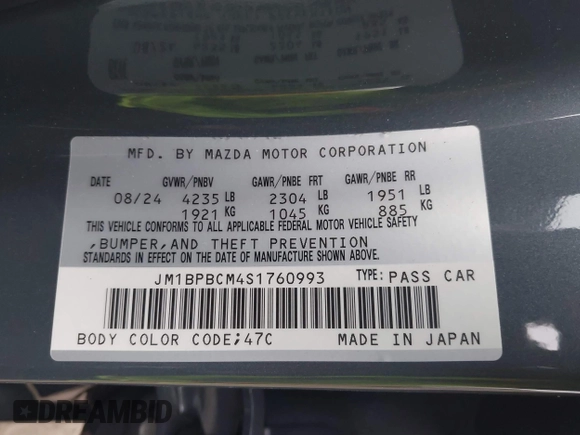 MFD. BY MAZDA MOTOR CORPORATION
DATE GVWR/PNBV GAWR/PNBE FRT GAWR/PNBE RR
08/24 4235 LB 2304 LB 1951 LB
1921 KG 1045 KG 885 KG
THIS VEHICLE CONFORMS TO ALL APPLICABLE FEDERAL MOTOR VEHICLE SAFETY
,BUMPER,AND THEFT PREVENTION
STANDARDS IN EFFECT ON THE DATE OF MANUFACTURE SHOWN ABOVE.
JM1BPBCM4S1760993 TYPE: PASS CAR
BODY COLOR CODE;47C MADE IN JAPAN
DREAMBID